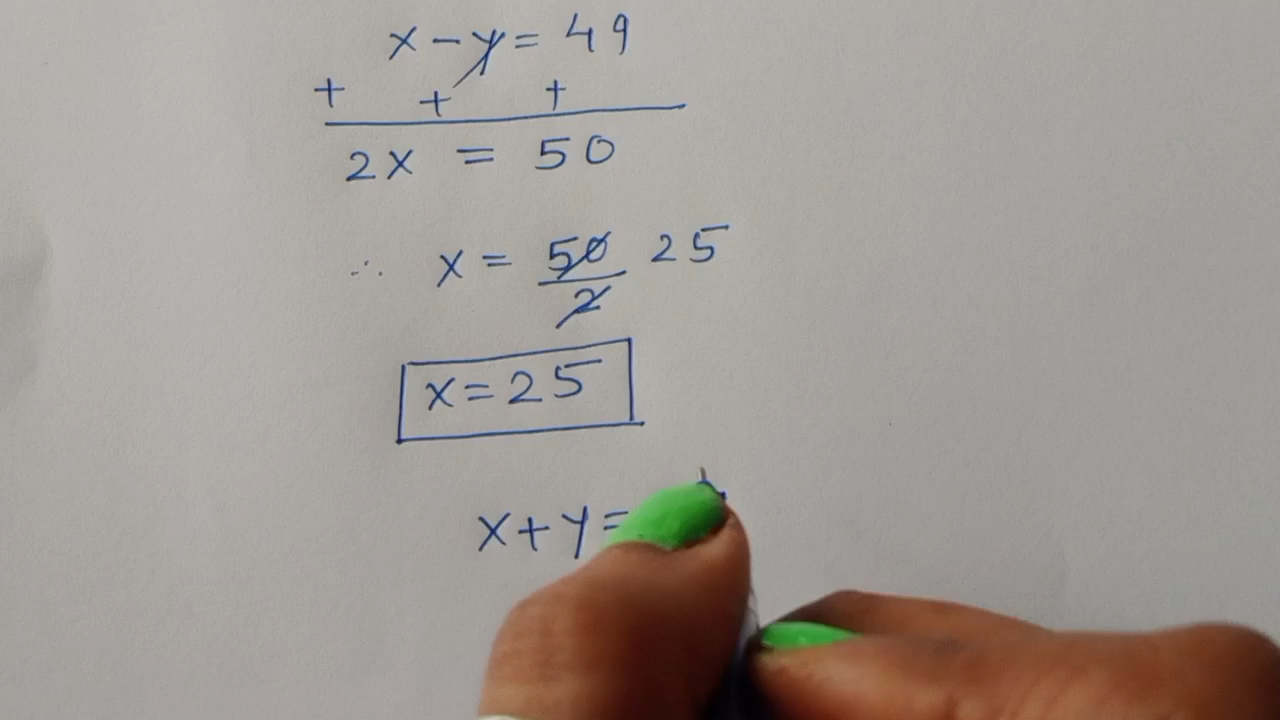 x - y = 49
+ + +
2x = 50
∴ x = 50/2 25
x = 25
x + y =